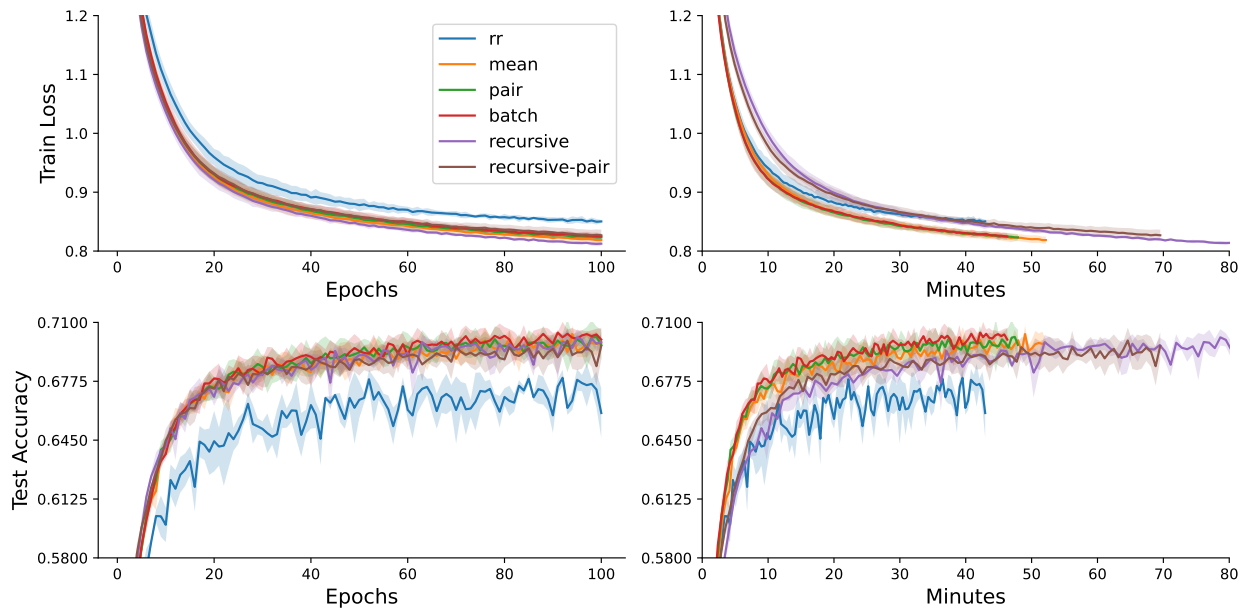 1.2
1.1
1.0
0.9
0.8
Train Loss
0 20 40 60 80 100
Epochs
rr
mean
pair
batch
recursive
recursive-pair
1.2
1.1
1.0
0.9
0.8
0 10 20 30 40 50 60 70 80
Minutes
0.7100
0.6775
0.6450
0.6125
0.5800
Test Accuracy
0 20 40 60 80 100
Epochs
0.7100
0.6775
0.6450
0.6125
0.5800
0 10 20 30 40 50 60 70 80
Minutes